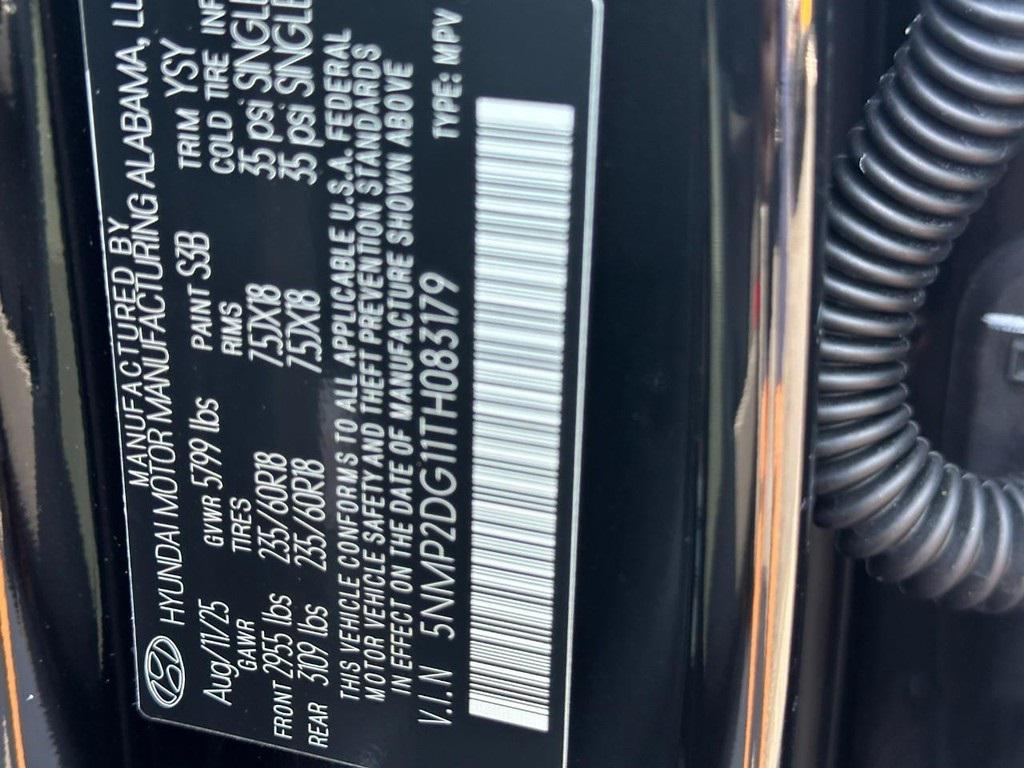 MANUFACTURED BY
HYUNDAI MOTOR MANUFACTURING ALABAMA,
Aug/11/25 GVWR 5799 lbs PAINT S3B TRIM YSY
GAWR TIRES RIMS COLD TIRE
FRONT 2955 lbs 235/60R18 7.5JX18 35 psi SINGLE
REAR 3109 lbs 235/60R18 7.5JX18 35 psi SINGLE
THIS VEHICLE CONFORMS TO ALL APPLICABLE U.S.A. FEDERAL
MOTOR VEHICLE SAFETY AND THEFT PREVENTION STANDARDS
IN EFFECT ON THE DATE OF MANUFACTURE SHOWN ABOVE
V.I.N 5NMP2DG11TH083179 TYPE: MPV